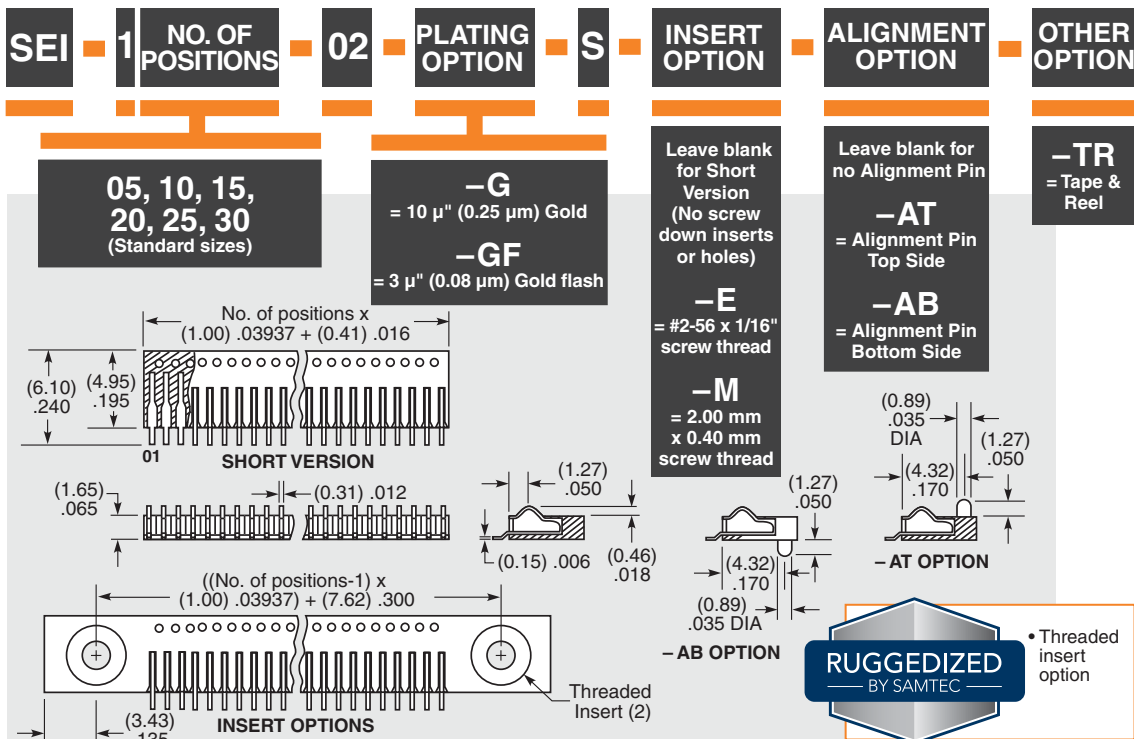 SEI - 1 NO. OF POSITIONS - 02 - PLATING OPTION - S - INSERT OPTION - ALIGNMENT OPTION - OTHER OPTION
05, 10, 15,
20, 25, 30
(Standard sizes)
–G
= 10 µ" (0.25 µm) Gold
–GF
= 3 µ" (0.08 µm) Gold flash
Leave blank
for Short
Version
(No screw
down inserts
or holes)
–E
= #2-56 x 1/16"
screw thread
–M
= 2.00 mm
x 0.40 mm
screw thread
Leave blank for
no Alignment Pin
–AT
= Alignment Pin
Top Side
–AB
= Alignment Pin
Bottom Side
–TR
= Tape &
Reel
No. of positions x
(1.00) .03937 + (0.41) .016
(6.10)
.240
(4.95)
.195
01
SHORT VERSION
(1.65)
.065
(0.31) .012
(1.27)
.050
(0.15) .006
(0.46)
.018
(1.27)
.050
(4.32)
.170
(0.89)
.035 DIA
– AB OPTION
(0.89)
.035
DIA
(1.27)
.050
(4.32)
.170
– AT OPTION
((No. of positions-1) x
(1.00) .03937) + (7.62) .300
Threaded
Insert (2)
(3.43)
.135
INSERT OPTIONS
RUGGEDIZED
BY SAMTEC
• Threaded
insert
option